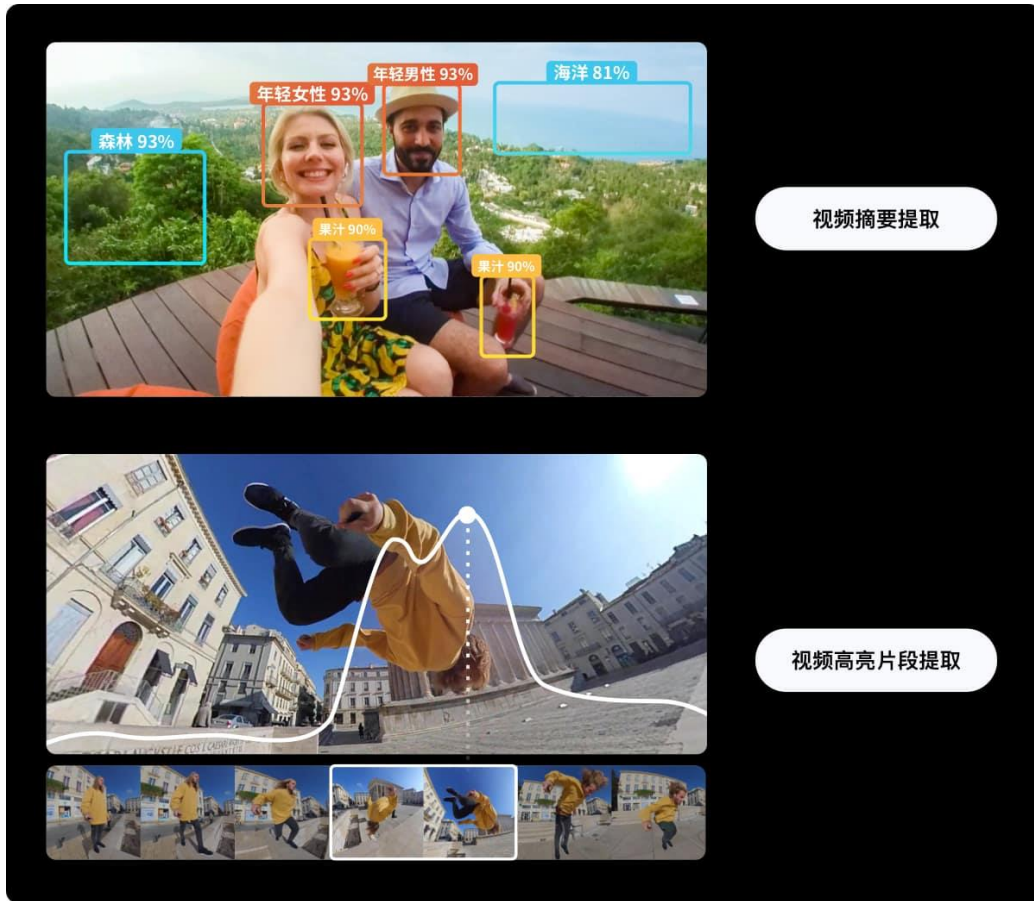 年轻男性 93%
海洋 81%
年轻女性 93%
森林 93%
果汁 90%
果汁 90%
视频摘要提取
视频高亮片段提取